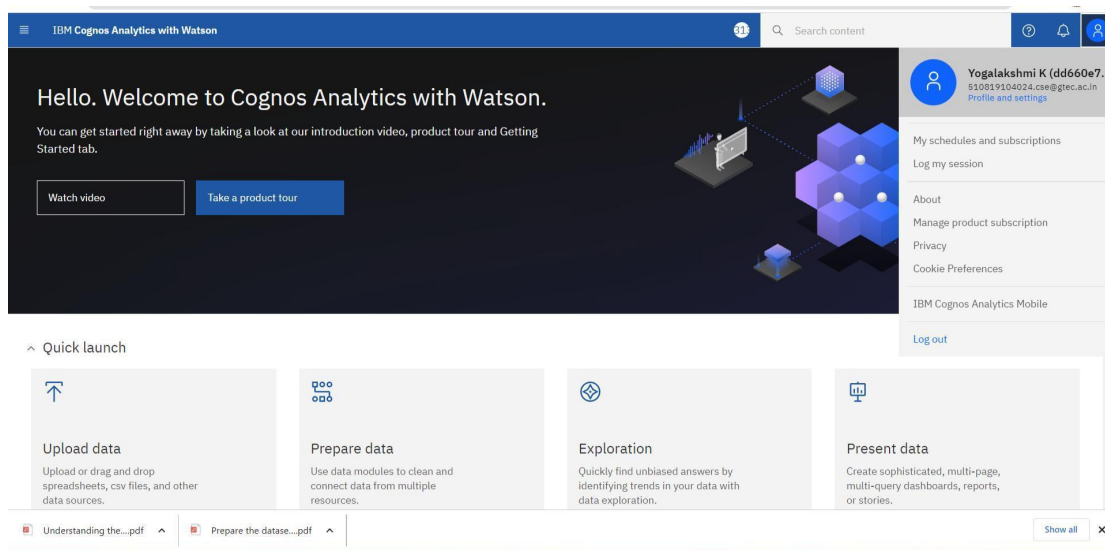 IBM Cognos Analytics with Watson
Search content
Yogalakshmi K (dd660e7.
510819104024.cse@gtec.ac.in
Profile and settings
Hello. Welcome to Cognos Analytics with Watson.
You can get started right away by taking a look at our introduction video, product tour and Getting
Started tab.
Watch video
Take a product tour
My schedules and subscriptions
Log my session
About
Manage product subscription
Privacy
Cookie Preferences
IBM Cognos Analytics Mobile
Log out
Quick launch
Upload data
Upload or drag and drop
spreadsheets, csv files, and other
data sources.
Prepare data
Use data modules to clean and
connect data from multiple
resources.
Exploration
Quickly find unbiased answers by
identifying trends in your data with
data exploration.
Present data
Create sophisticated, multi-page,
multi-query dashboards, reports,
or stories.
Understanding the....pdf
Prepare the datase....pdf
Show all